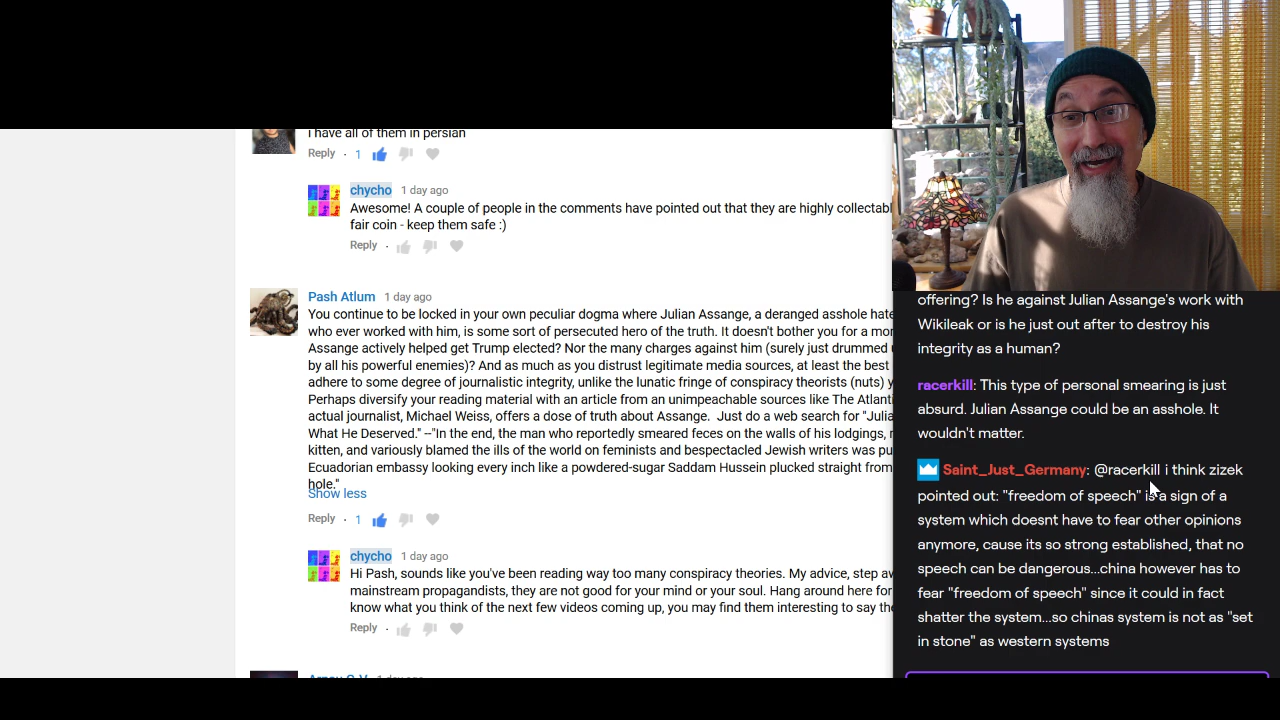 I have all of them in persian
Reply · 1
chycho 1 day ago
Awesome! A couple of people in the comments have pointed out that they are highly collectabl
fair coin - keep them safe :)
Reply
Pash Atlum 1 day ago
You continue to be locked in your own peculiar dogma where Julian Assange, a deranged asshole hate
who ever worked with him, is some sort of persecuted hero of the truth. It doesn't bother you for a mo
Assange actively helped get Trump elected? Nor the many charges against him (surely just drummed
by all his powerful enemies)? And as much as you distrust legitimate media sources, at least the best
adhere to some degree of journalistic integrity, unlike the lunatic fringe of conspiracy theorists (nuts) y
Perhaps diversify your reading material with an article from an unimpeachable sources like The Atlanti
actual journalist, Michael Weiss, offers a dose of truth about Assange. Just do a web search for "Julia
What He Deserved." --"In the end, the man who reportedly smeared feces on the walls of his lodgings,
kitten, and variously blamed the ills of the world on feminists and bespectacled Jewish writers was pu
Ecuadorian embassy looking every inch like a powdered-sugar Saddam Hussein plucked straight from
hole."
Show less
Reply · 1
chycho 1 day ago
Hi Pash, sounds like you've been reading way too many conspiracy theories. My advice, step av
mainstream propagandists, they are not good for your mind or your soul. Hang around here for
know what you think of the next few videos coming up, you may find them interesting to say the
Reply
1 day ago
offering? Is he against Julian Assange's work with
Wikileak or is he just out after to destroy his
integrity as a human?
racerkill: This type of personal smearing is just
absurd. Julian Assange could be an asshole. It
wouldn't matter.
Saint_Just_Germany: @racerkill i think zizek
pointed out: "freedom of speech" is a sign of a
system which doesnt have to fear other opinions
anymore, cause its so strong established, that no
speech can be dangerous...china however has to
fear "freedom of speech" since it could in fact
shatter the system...so chinas system is not as "set
in stone" as western systems